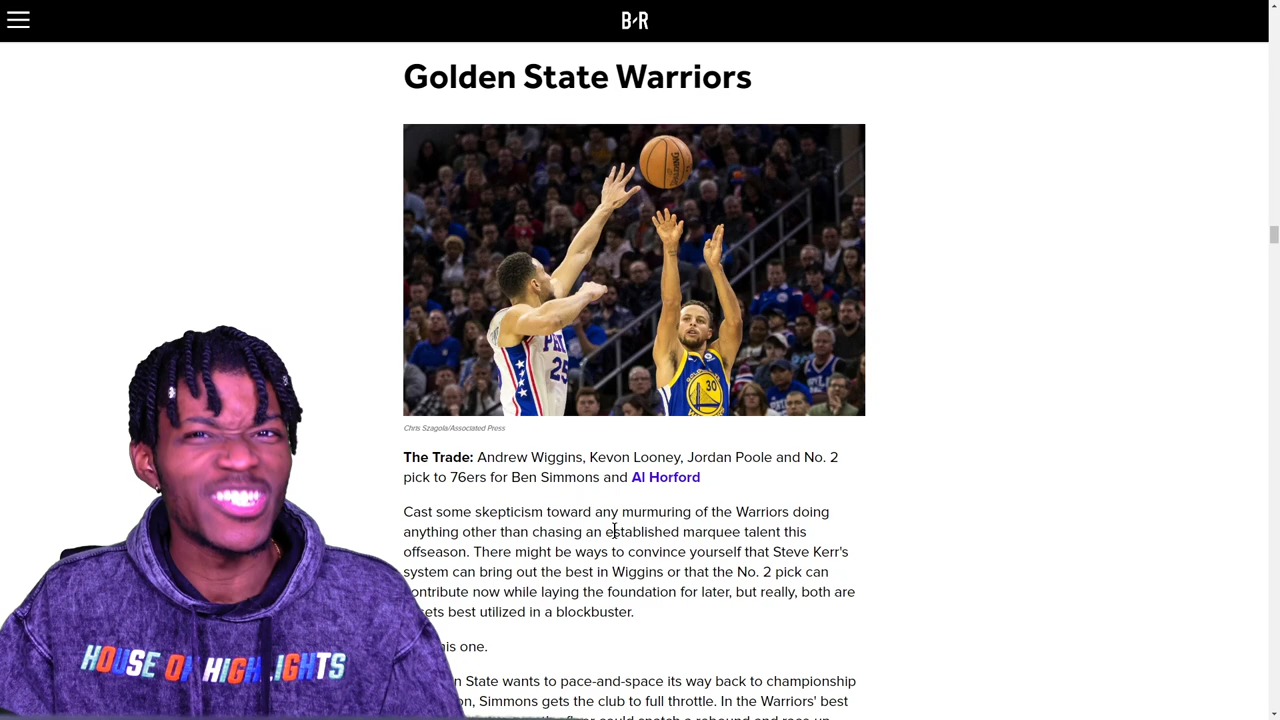 B/R
Golden State Warriors
PHI
25
30
Chris Szagola/Associated Press
The Trade: Andrew Wiggins, Kevon Looney, Jordan Poole and No. 2
pick to 76ers for Ben Simmons and Al Horford
Cast some skepticism toward any murmuring of the Warriors doing
anything other than chasing an established marquee talent this
offseason. There might be ways to convince yourself that Steve Kerr's
system can bring out the best in Wiggins or that the No. 2 pick can
contribute now while laying the foundation for later, but really, both are
best utilized in a blockbuster.
one.
State wants to pace-and-space its way back to championship
Simmons gets the club to full throttle. In the Warriors' best
HOUSE OF HIGHLIGHTS